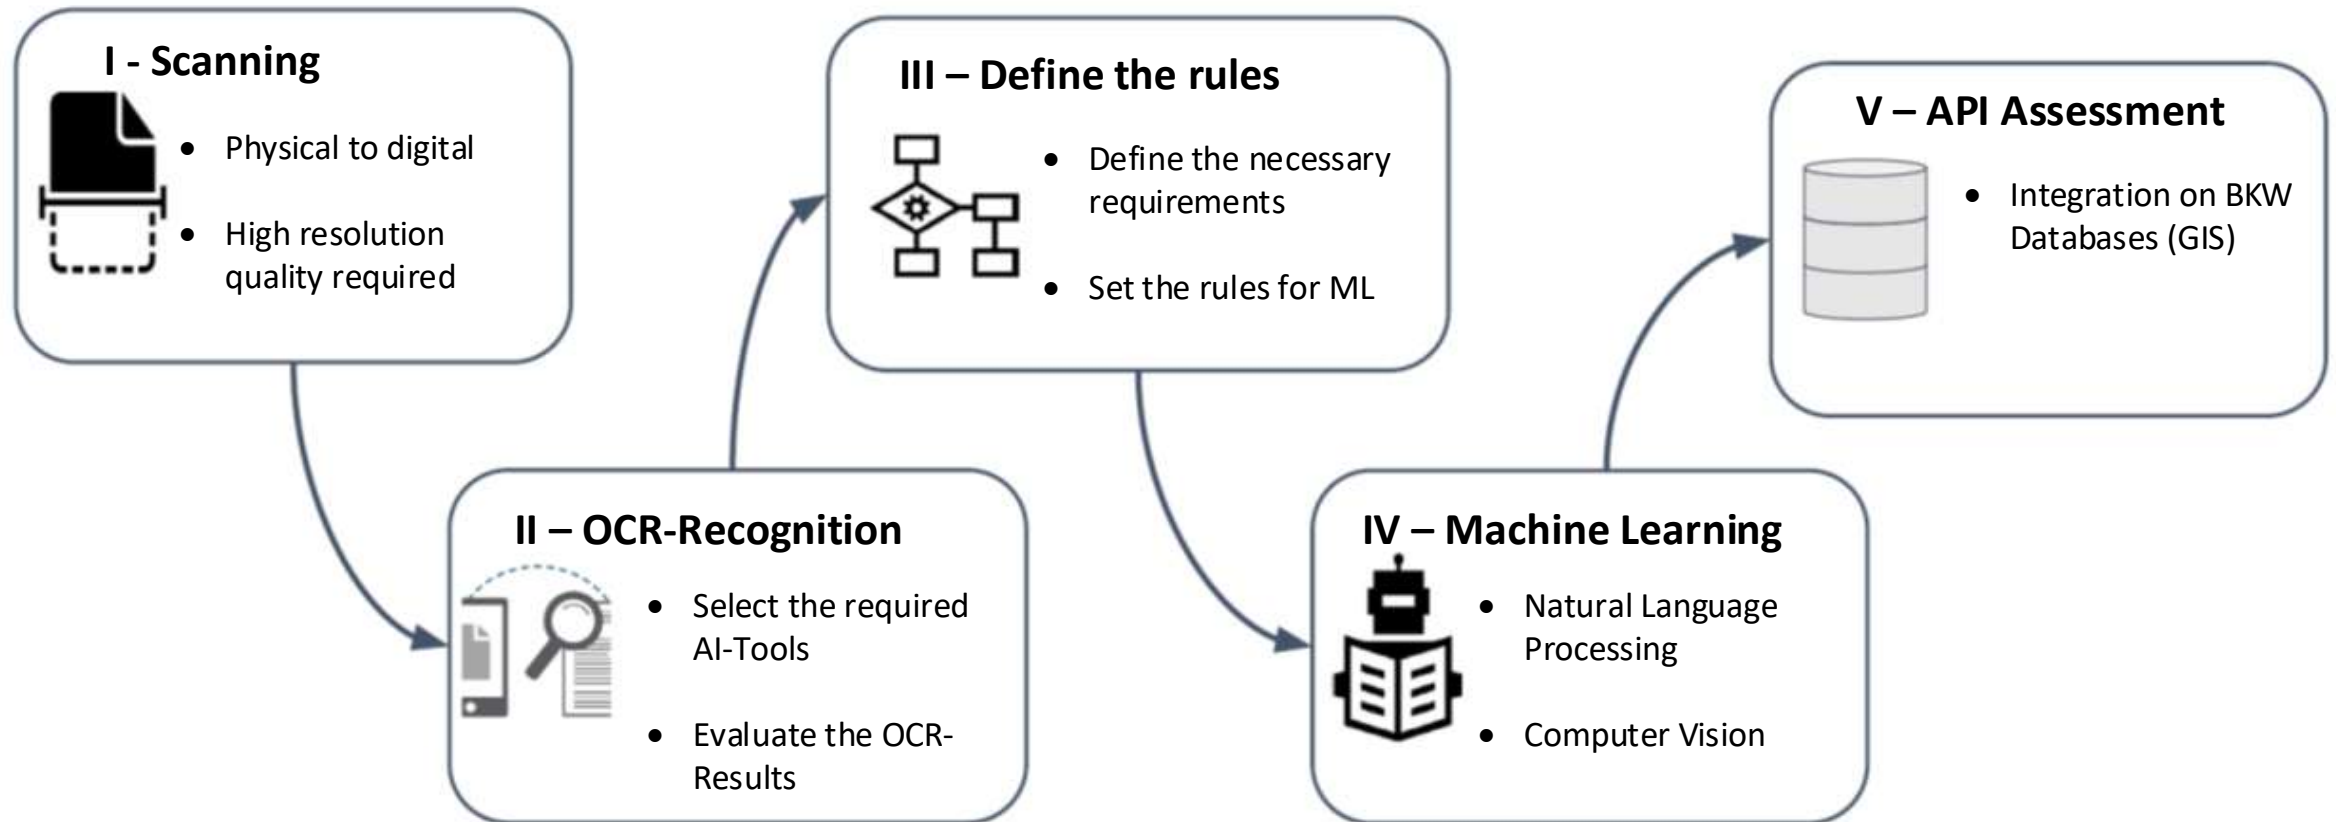 I - Scanning
• Physical to digital
• High resolution
quality required
II – OCR-Recognition
• Select the required
AI-Tools
• Evaluate the OCR-
Results
III – Define the rules
• Define the necessary
requirements
• Set the rules for ML
IV – Machine Learning
• Natural Language
Processing
• Computer Vision
V – API Assessment
• Integration on BKW
Databases (GIS)